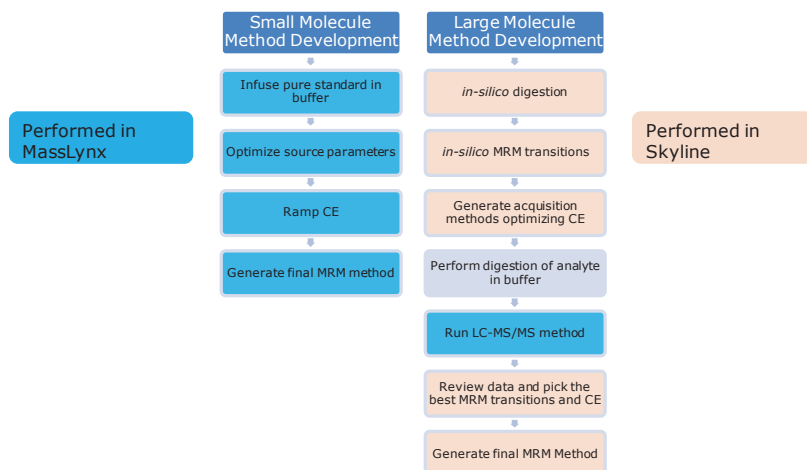 Small Molecule
Method Development
Large Molecule
Method Development
Infuse pure standard in
buffer
in-silico digestion
Performed in
MassLynx
Performed in
Skyline
Optimize source parameters
in-silico MRM transitions
Ramp CE
Generate acquisition
methods optimizing CE
Generate final MRM method
Perform digestion of analyte
in buffer
Run LC-MS/MS method
Review data and pick the
best MRM transitions and CE
Generate final MRM Method